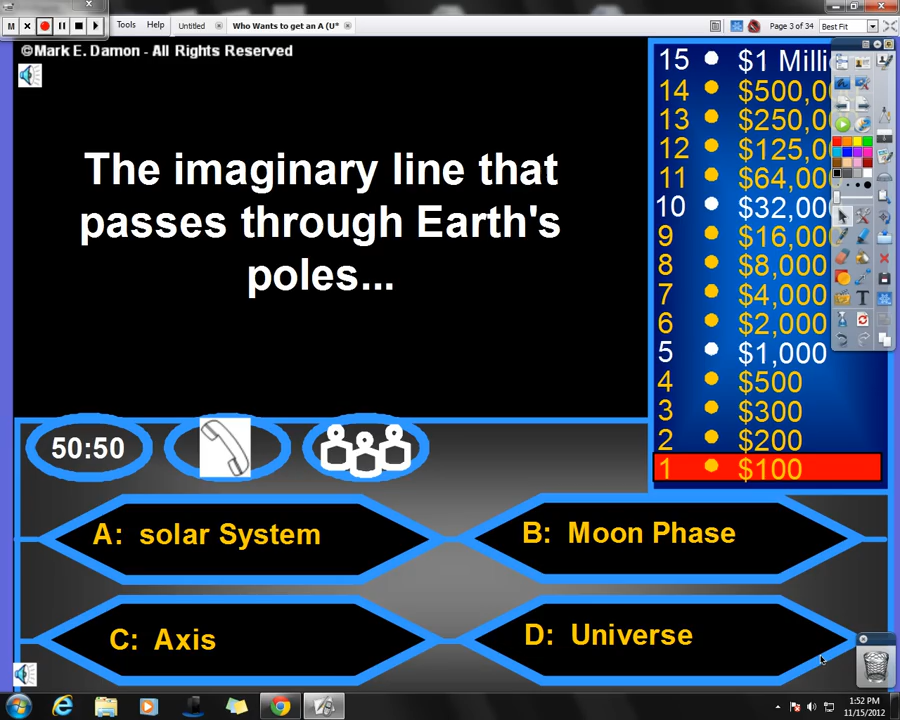 M
Tools Help Untitled Who Wants to get an A (U* Page 3 of 34 Best Fit
©Mark E. Damon - All Rights Reserved
The imaginary line that
passes through Earth's
poles...
15 $1 Milli
14 $500,0
13 $250,0
12 $125,0
11 $64,00
10 $32,00
9 $16,00
8 $8,000
7 $4,000
6 $2,000
5 $1,000
4 $500
3 $300
2 $200
1 $100
T
50:50
A: solar System
B: Moon Phase
C: Axis
D: Universe
1:52 PM
11/15/2012